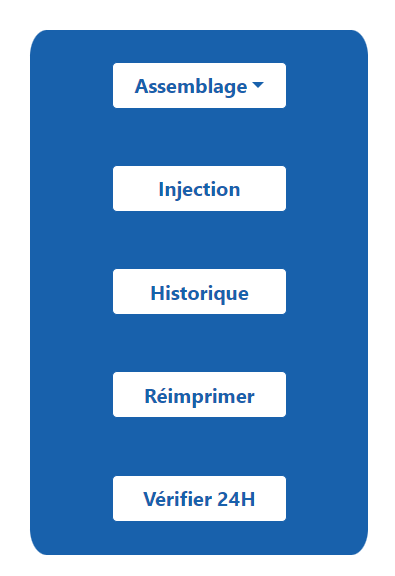 Assemblage
Injection
Historique
Réimprimer
Vérifier 24H